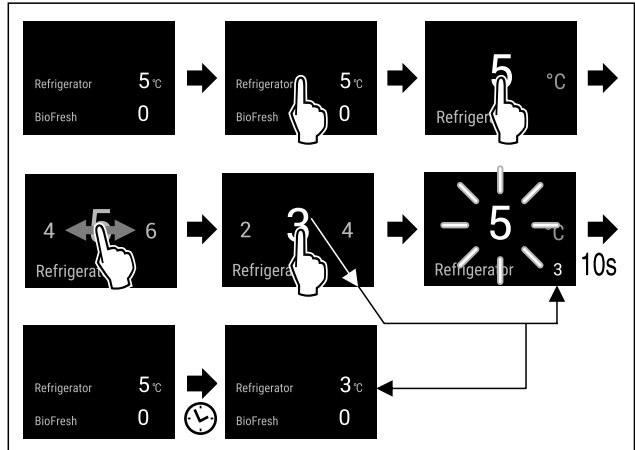 Refrigerator 5 °C
BioFresh 0
Refrigerator 5 °C
BioFresh 0
5 °C
Refriger
4 5 6
Refrigerat
2 3 4
Refrigera
5 °C
Refrigerator 3
10s
Refrigerator 5 °C
BioFresh 0
Refrigerator 3 °C
BioFresh 0